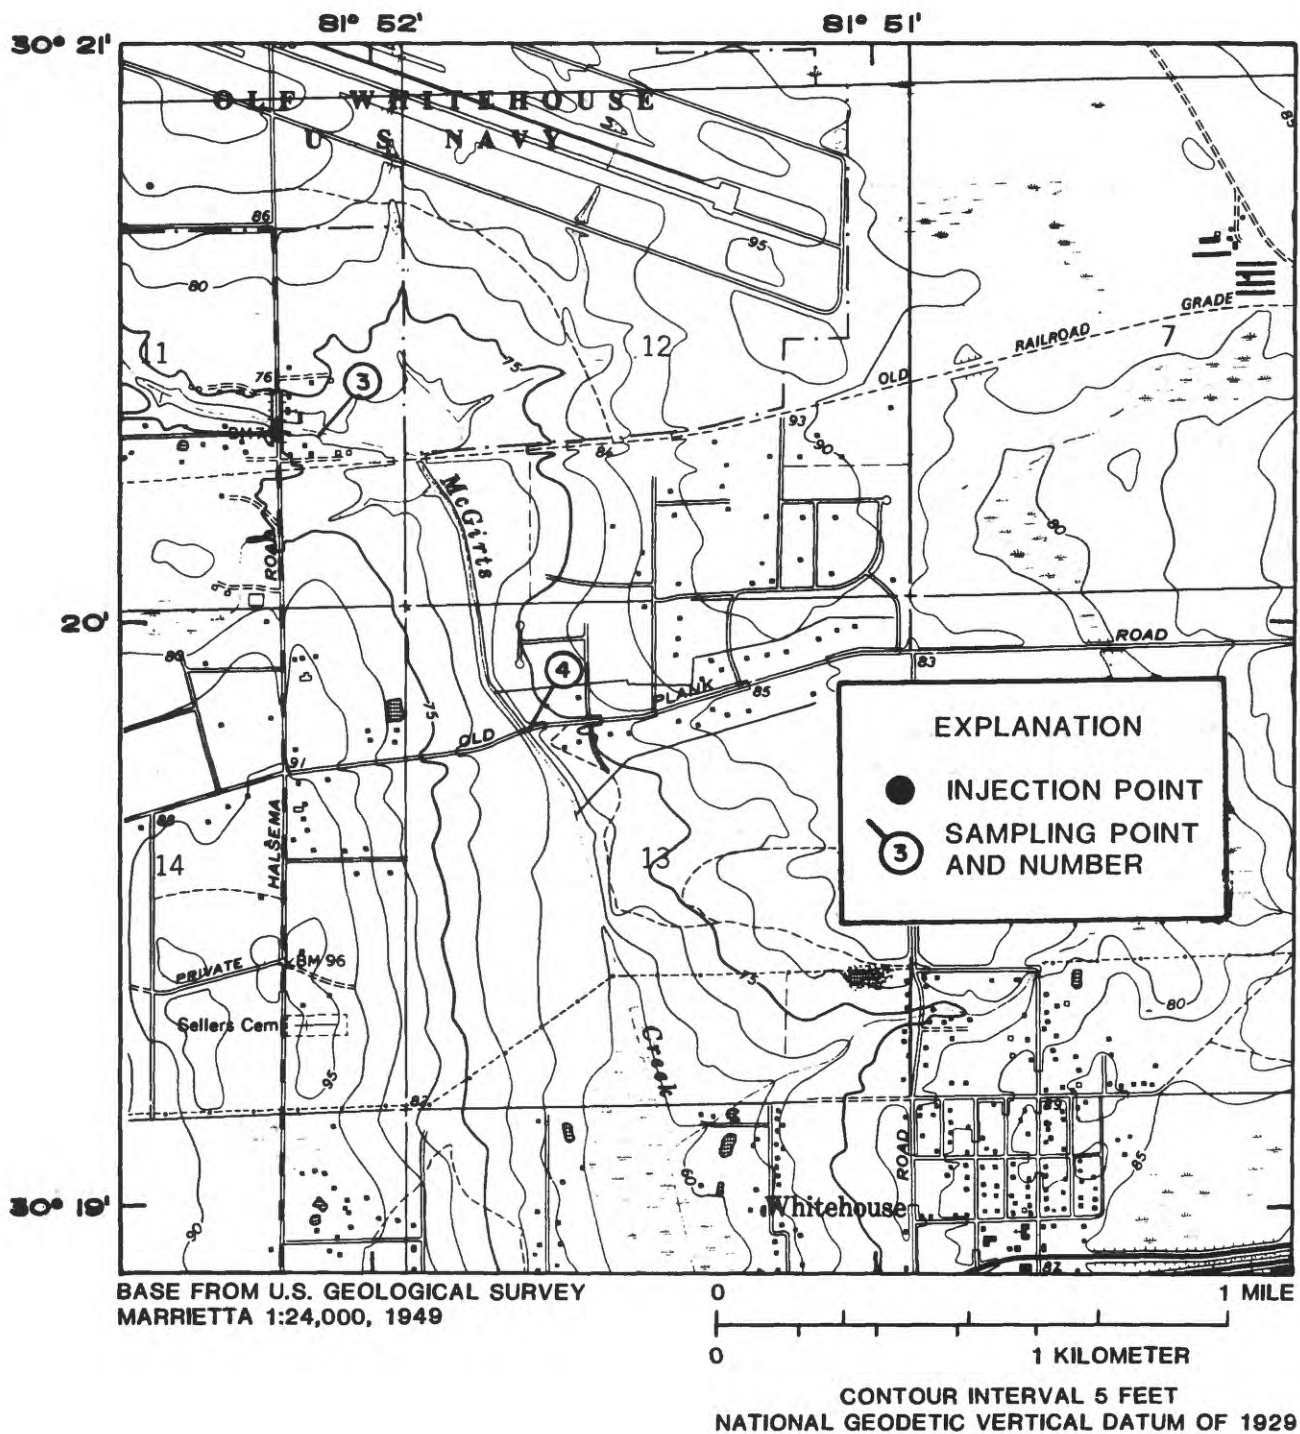 81° 52' 81° 51'
30° 21'
OLF WHITEHOUSE
U S NAVY
86
95
80
GRADE
RAILROAD
7
11
12
75
OLD
76
3
93
90
84
McGirts
80
ROAD
20'
ROAD
4
83
PLANK
85
75
OLD
91
EXPLANATION
INJECTION POINT
SAMPLING POINT
3
AND NUMBER
HALSEMA
88
14
13
BM 96
PRIVATE
75
80
Sellers Cem
Creek
95
82
89
85
ROAD
90
Whitehouse
30° 19'
82
BASE FROM U.S. GEOLOGICAL SURVEY
MARRIETTA 1:24,000, 1949
0 1 MILE
0 1 KILOMETER
CONTOUR INTERVAL 5 FEET
NATIONAL GEODETIC VERTICAL DATUM OF 1929